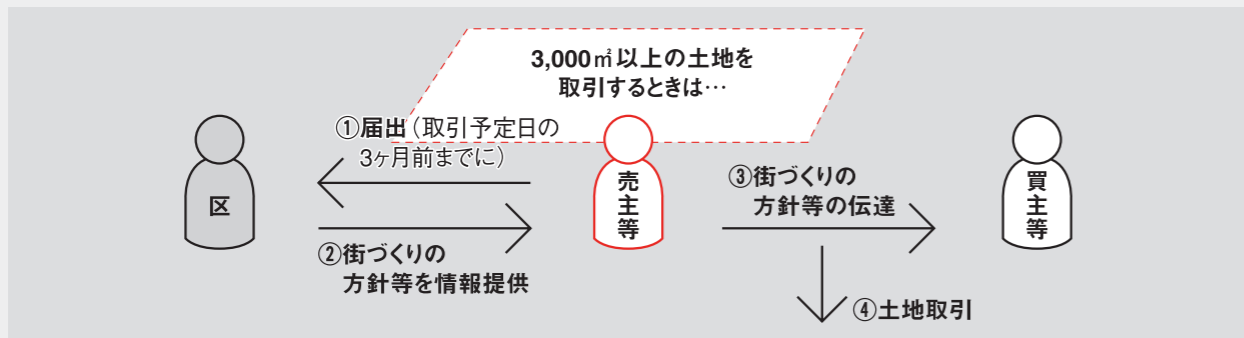 3,000㎡以上の土地を
取引するときは…
①届出（取引予定日の
3ヶ月前までに）
区
売主等
買主等
②街づくりの
方針等を情報提供
③街づくりの
方針等の伝達
④土地取引